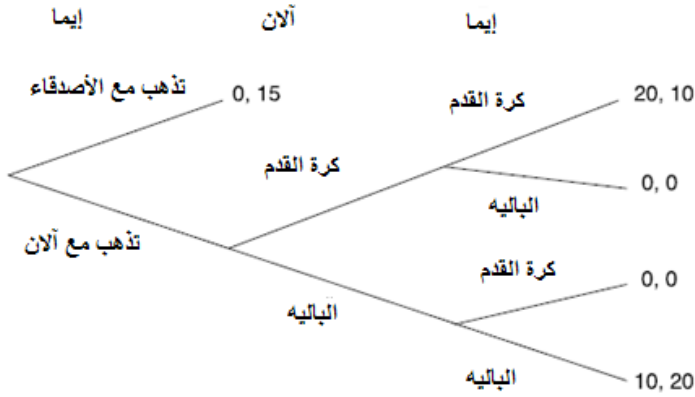 إيما
آلان
إيما
تذهب مع الأصدقاء
0, 15
كرة القدم
20, 10
كرة القدم
0, 0
الباليه
تذهب مع آلان
كرة القدم
0, 0
الباليه
الباليه
10, 20